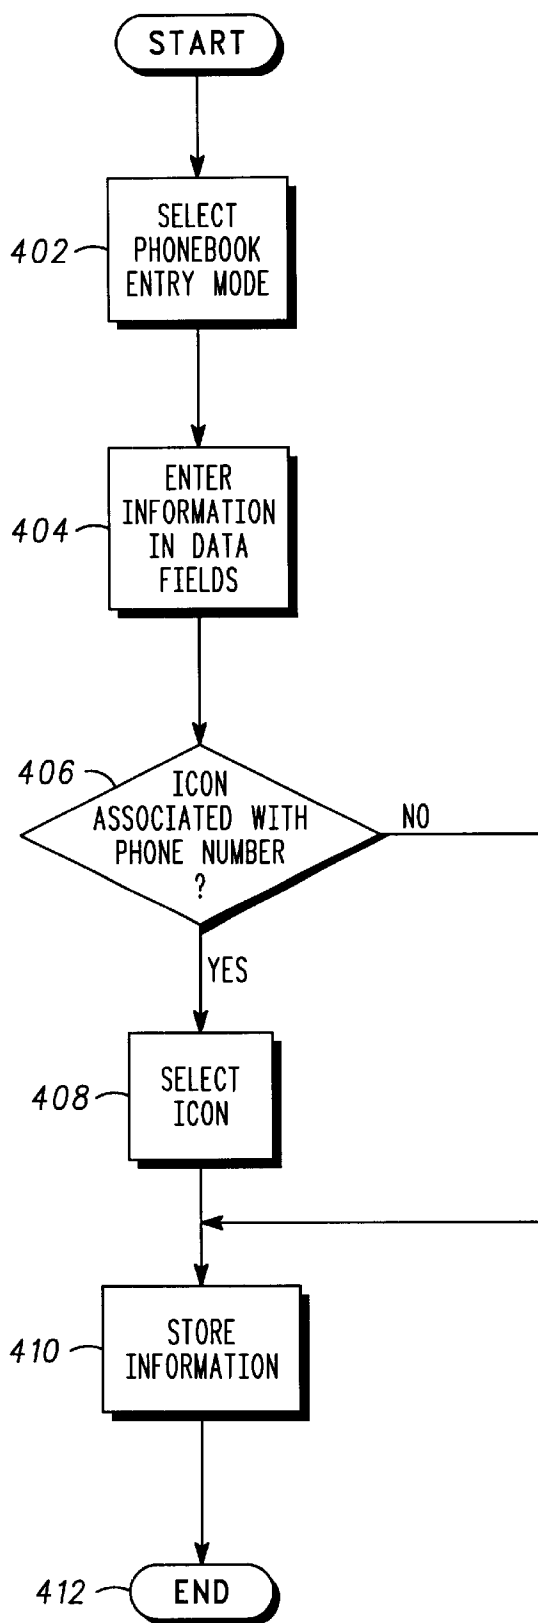 START
402
SELECT
PHONEBOOK
ENTRY MODE
404
ENTER
INFORMATION
IN DATA
FIELDS
406
ICON
ASSOCIATED WITH
PHONE NUMBER
?
NO
YES
408
SELECT
ICON
410
STORE
INFORMATION
412
END